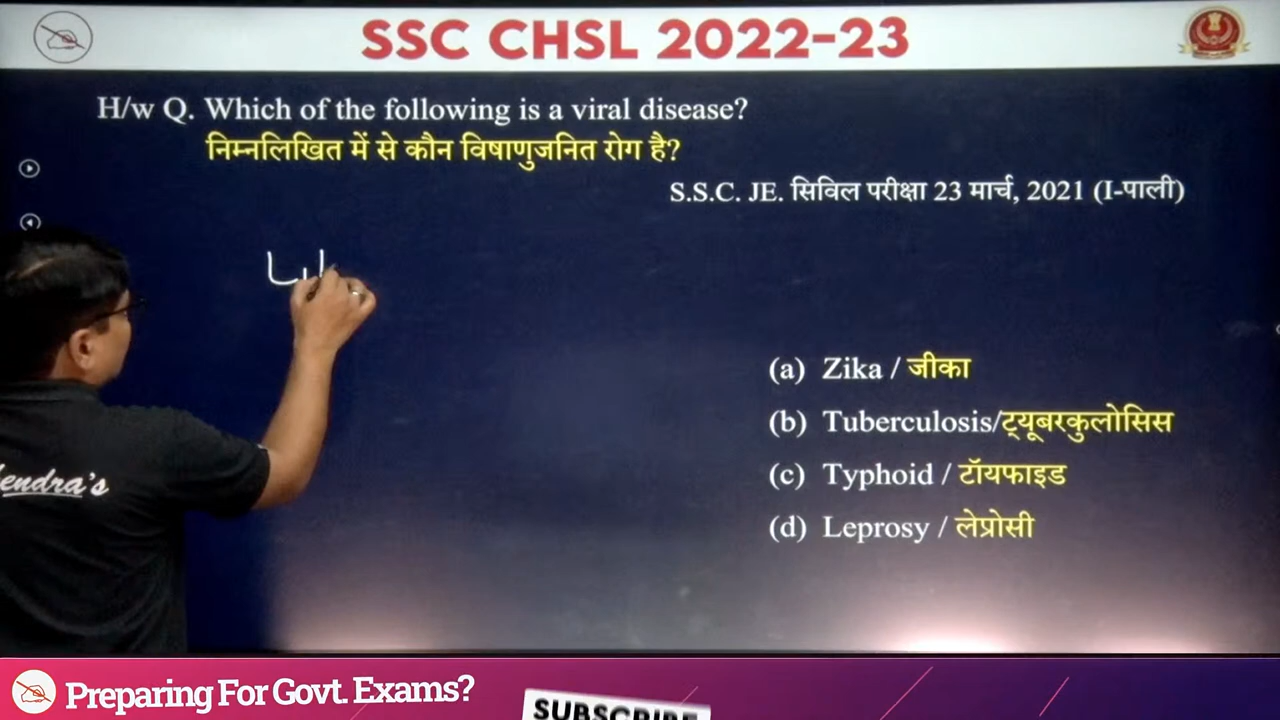 SSC CHSL 2022-23
H/w Q. Which of the following is a viral disease?
निम्नलिखित में से कौन विषाणुजनित रोग है?
S.S.C. JE. सिविल परीक्षा 23 मार्च, 2021 (I-पाली)
(a) Zika / जीका
(b) Tuberculosis/ट्यूबरकुलोसिस
(c) Typhoid / टॉयफाइड
(d) Leprosy / लेप्रोसी
endra's
Preparing For Govt. Exams?
SUBSCRIBE